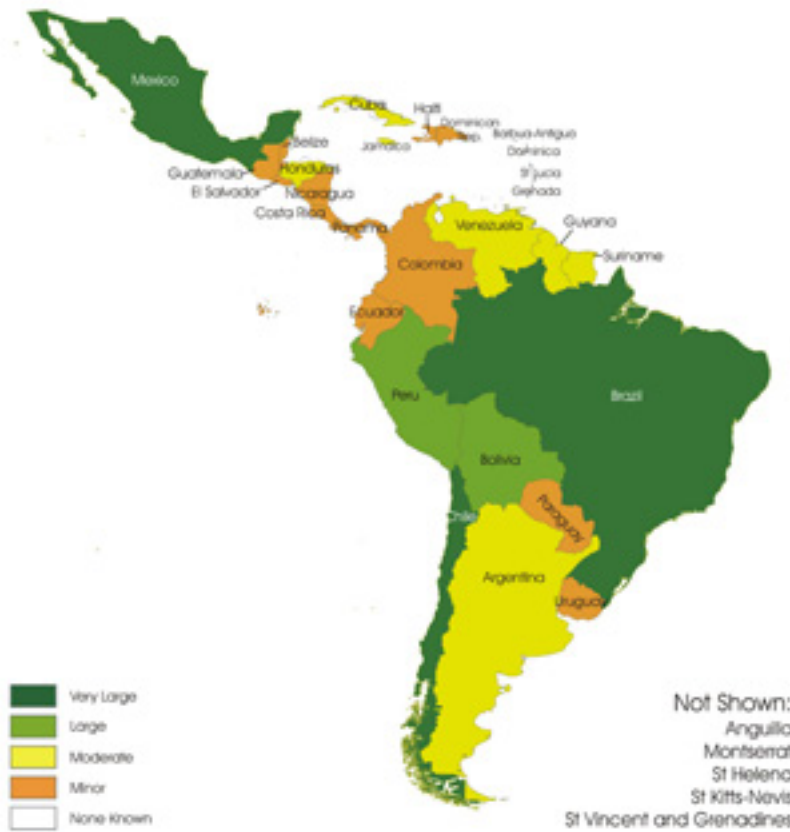 Mexico
Cuba
Haiti
Dominican
Rep.
Jamaica
Barbua-Antigua
Dominica
St Lucia
Grenada
Belize
Guatemala
Honduras
El Salvador
Nicaragua
Costa Rica
Panama
Venezuela
Guyana
Suriname
Colombia
Ecuador
Peru
Brazil
Bolivia
Chile
Paraguay
Argentina
Uruguay
Very Large
Large
Moderate
Minor
None Known
Not Shown:
Anguilla
Montserrat
St Helena
St Kitts-Nevis
St Vincent and Grenadines